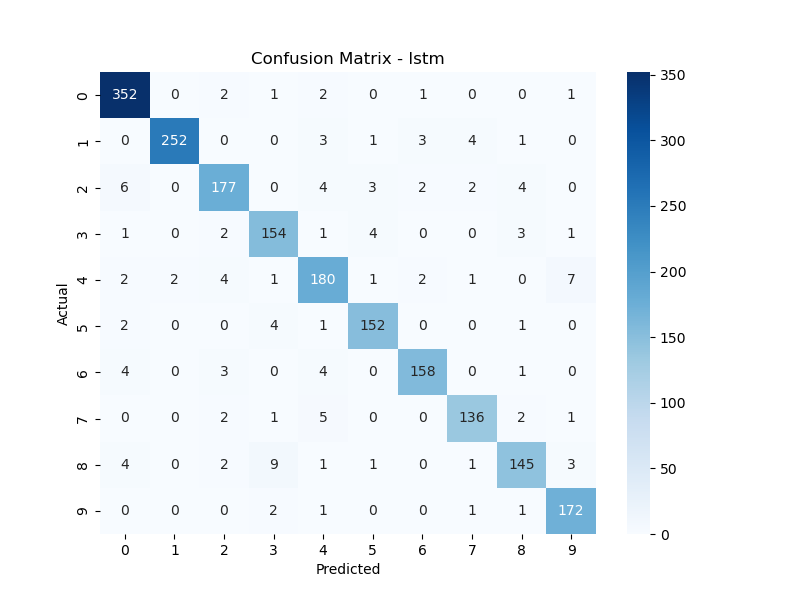 Confusion Matrix - lstm
0 352 0 2 1 2 0 1 0 0 1
1 0 252 0 0 3 1 3 4 1 0
2 6 0 177 0 4 3 2 2 4 0
3 1 0 2 154 1 4 0 0 3 1
4 2 2 4 1 180 1 2 1 0 7
5 2 0 0 4 1 152 0 0 1 0
6 4 0 3 0 4 0 158 0 1 0
7 0 0 2 1 5 0 0 136 2 1
8 4 0 2 9 1 1 0 1 145 3
9 0 0 0 2 1 0 0 1 1 172
0 1 2 3 4 5 6 7 8 9
Predicted
Actual
350
300
250
200
150
100
50
0